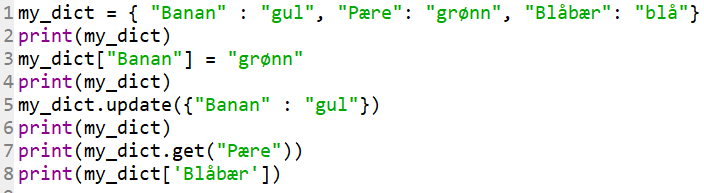 1 my_dict = { "Banan" : "gul", "Pære": "grønn", "Blåbær": "blå"}
2 print(my_dict)
3 my_dict["Banan"] = "grønn"
4 print(my_dict)
5 my_dict.update({"Banan" : "gul"})
6 print(my_dict)
7 print(my_dict.get("Pære"))
8 print(my_dict['Blåbær'])